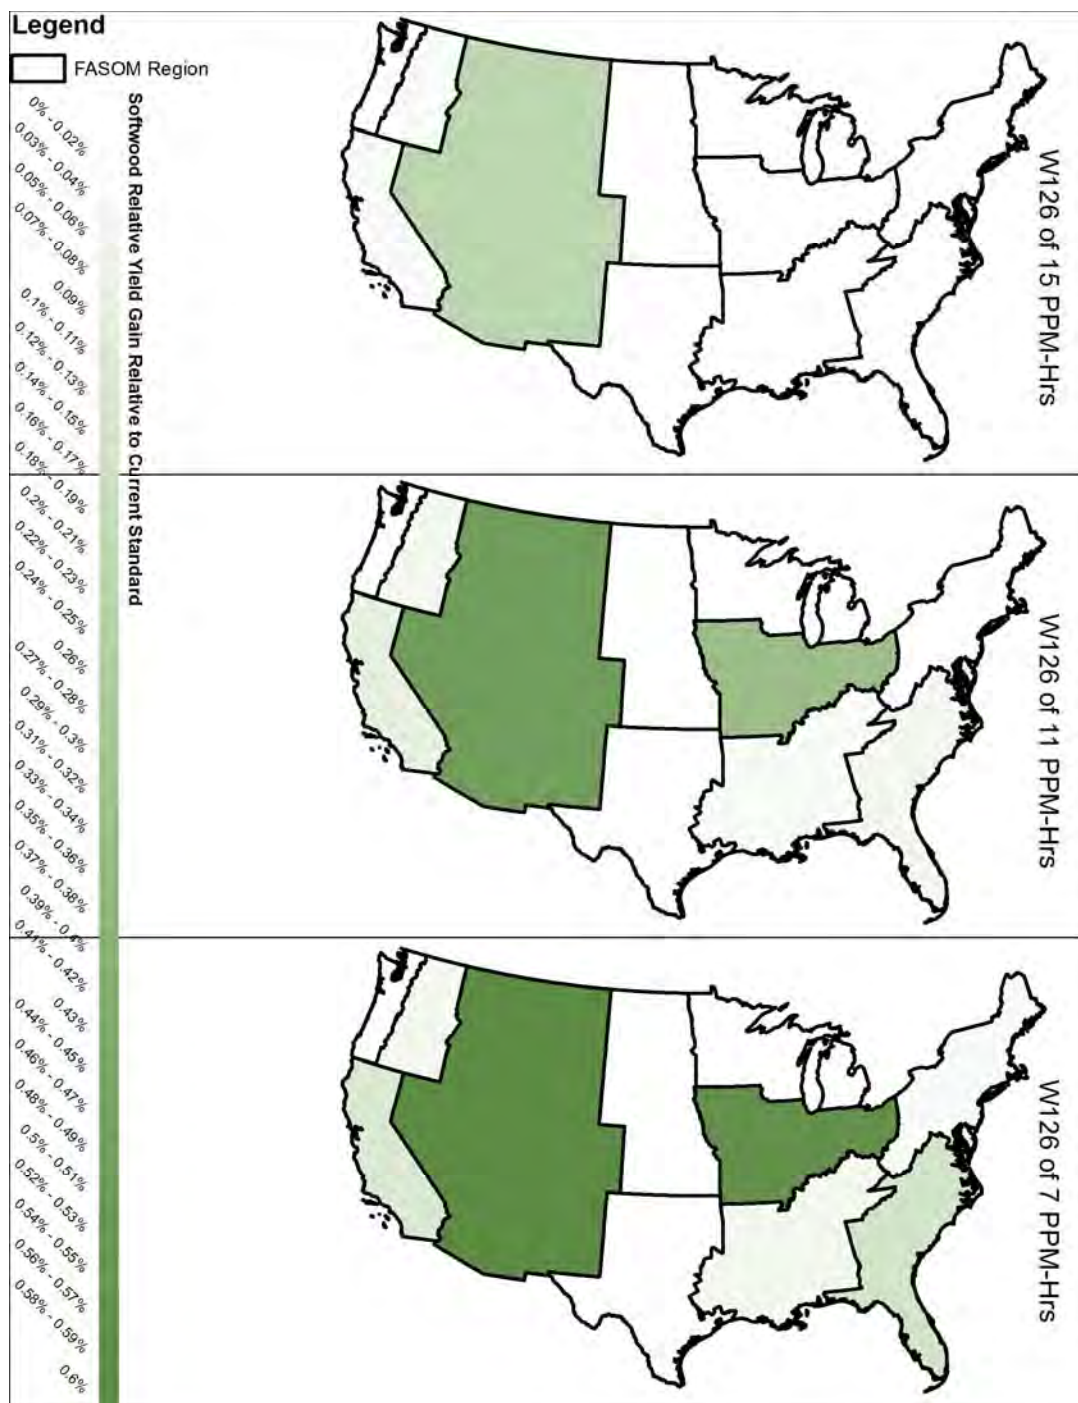 Legend
FASOM Region
Softwood Relative Yield Gain Relative to Current Standard
0% - 0.02%
0.03% - 0.04%
0.05% - 0.06%
0.07% - 0.08%
0.09%
0.1% - 0.11%
0.12% - 0.13%
0.14% - 0.15%
0.16% - 0.17%
0.18% - 0.19%
0.2% - 0.21%
0.22% - 0.23%
0.24% - 0.25%
0.26%
0.27% - 0.28%
0.29% - 0.3%
0.31% - 0.32%
0.33% - 0.34%
0.35% - 0.36%
0.37% - 0.38%
0.39% - 0.4%
0.41% - 0.42%
0.43%
0.44% - 0.45%
0.46% - 0.47%
0.48% - 0.49%
0.5% - 0.51%
0.52% - 0.53%
0.54% - 0.55%
0.56% - 0.57%
0.58% - 0.59%
0.6%
W126 of 15 PPM-Hrs
W126 of 11 PPM-Hrs
W126 of 7 PPM-Hrs